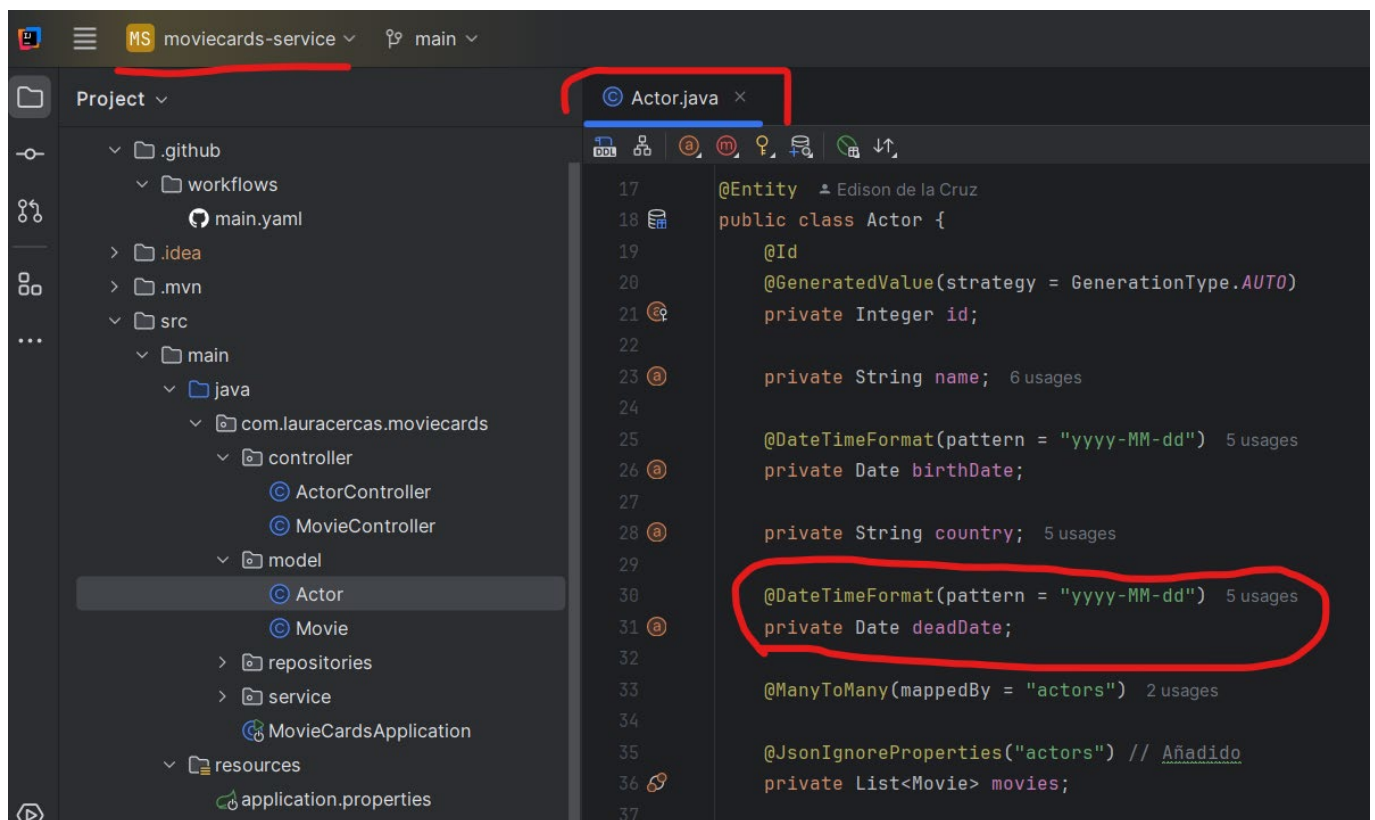 MS moviecards-service main
Project
.github
workflows
main.yaml
.idea
.mvn
src
main
java
com.lauracercas.moviecards
controller
ActorController
MovieController
model
Actor
Movie
repositories
service
MovieCardsApplication
resources
application.properties
Actor.java
DDL
17 @Entity Edison de la Cruz
18 public class Actor {
19 @Id
20 @GeneratedValue(strategy = GenerationType.AUTO)
21 private Integer id;
22
23 private String name; 6 usages
24
25 @DateTimeFormat(pattern = "yyyy-MM-dd") 5 usages
26 private Date birthDate;
27
28 private String country; 5 usages
29
30 @DateTimeFormat(pattern = "yyyy-MM-dd") 5 usages
31 private Date deadDate;
32
33 @ManyToMany(mappedBy = "actors") 2 usages
34
35 @JsonIgnoreProperties("actors") // Añadido
36 private List<Movie> movies;
37